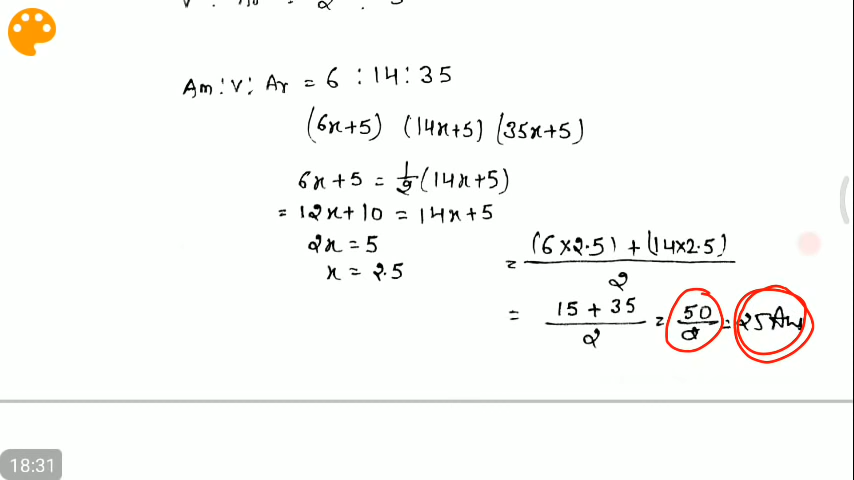 Am : V : Ar = 6 : 14 : 35
(6x+5) (14x+5) (35x+5)
6x + 5 = 1/2 (14x+5)
= 12x+10 = 14x+5
2x = 5
x = 2.5
= (6×2.5) + (14×2.5) / 2
= 15 + 35 / 2 = 50 / 2 = 25 Ans
18:31